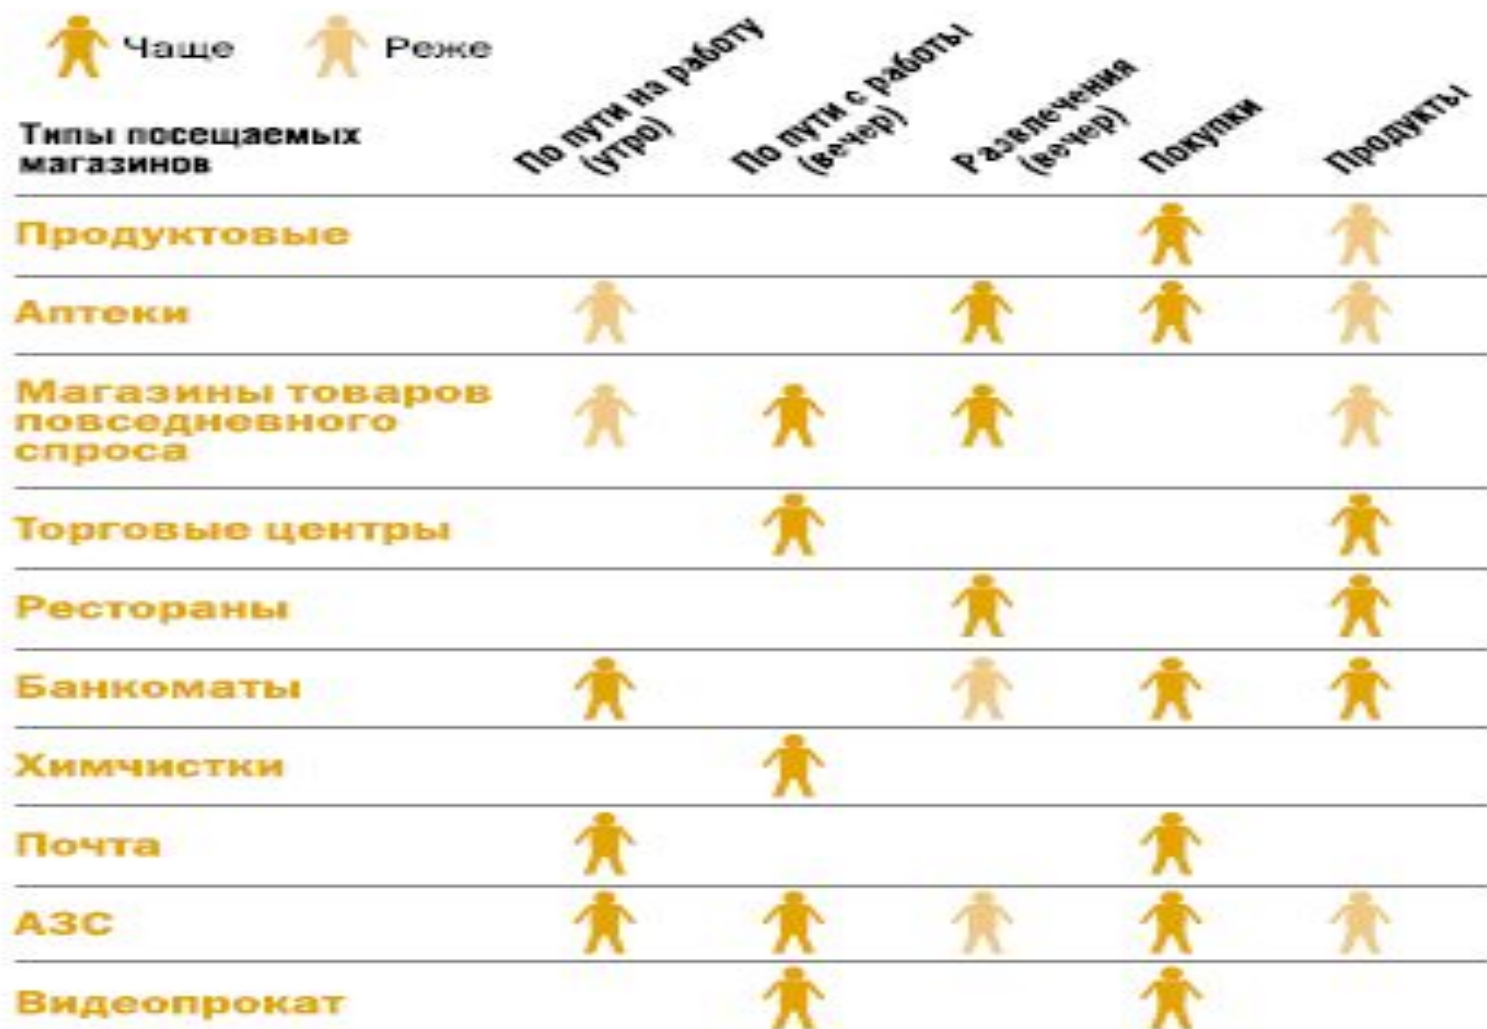 Чаще
Реже
Типы посещаемых
магазинов
По пути на работу
(утро)
По пути с работы
(вечер)
Развлечения
(вечер)
Покупки
Продукты
Продуктовые
Аптеки
Магазины товаров
повседневного
спроса
Торговые центры
Рестораны
Банкоматы
Химчистки
Почта
АЗС
Видеопрокат